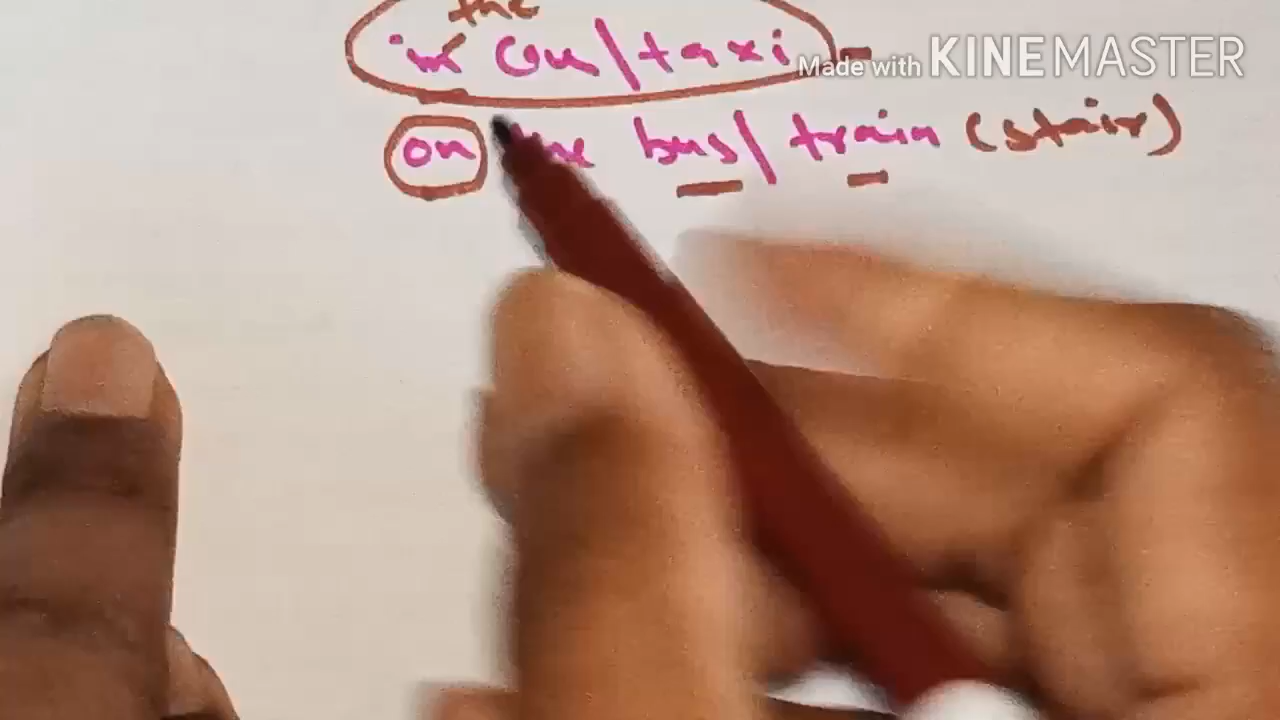 the
in car/taxi
on the bus/train (stair)
Made with KINEMASTER